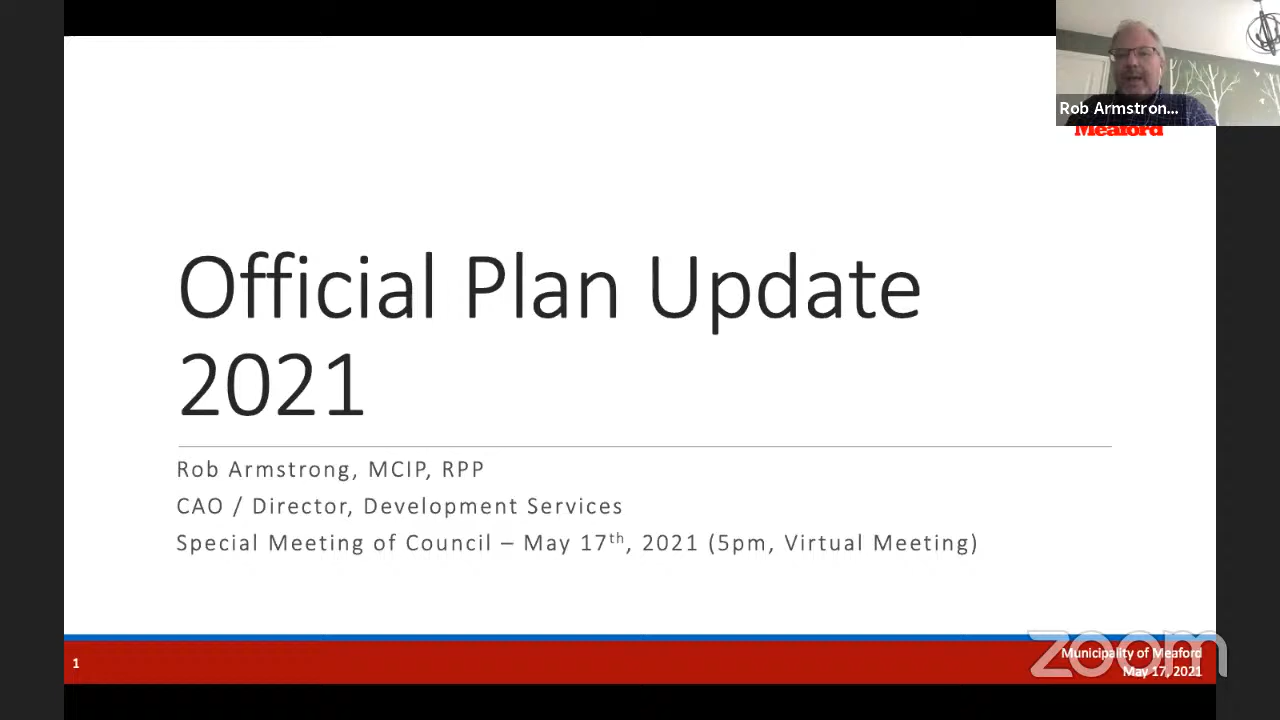 Rob Armstron...
Meaford
Official Plan Update
2021
Rob Armstrong, MCIP, RPP
CAO / Director, Development Services
Special Meeting of Council – May 17th, 2021 (5pm, Virtual Meeting)
1
Municipality of Meaford
May 17, 2021
zoom